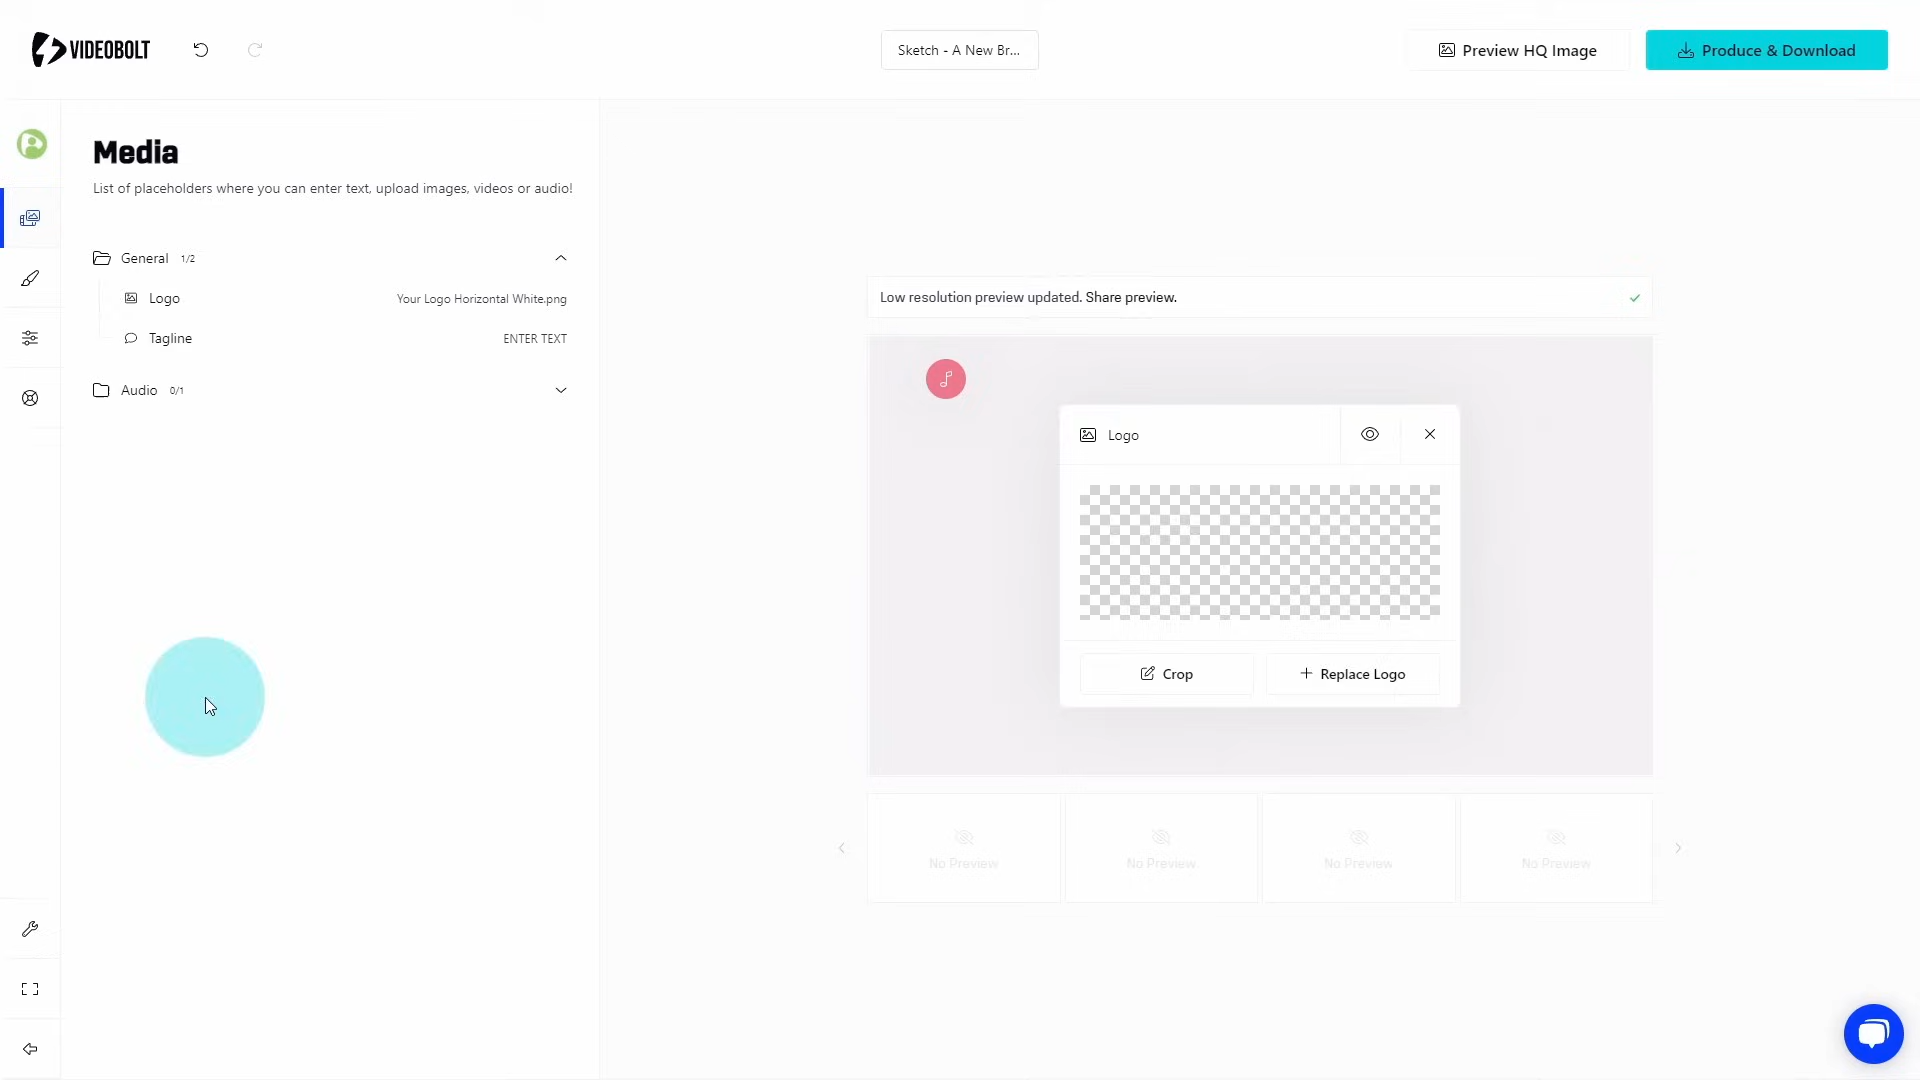 VIDEOBOLT
Sketch - A New Br...
Preview HQ Image
Produce & Download
Media
List of placeholders where you can enter text, upload images, videos or audio!
General 1/2
Logo
Your Logo Horizontal White.png
Tagline
ENTER TEXT
Audio 0/1
Low resolution preview updated. Share preview.
Logo
Crop
Replace Logo
No Preview
No Preview
No Preview
No Preview